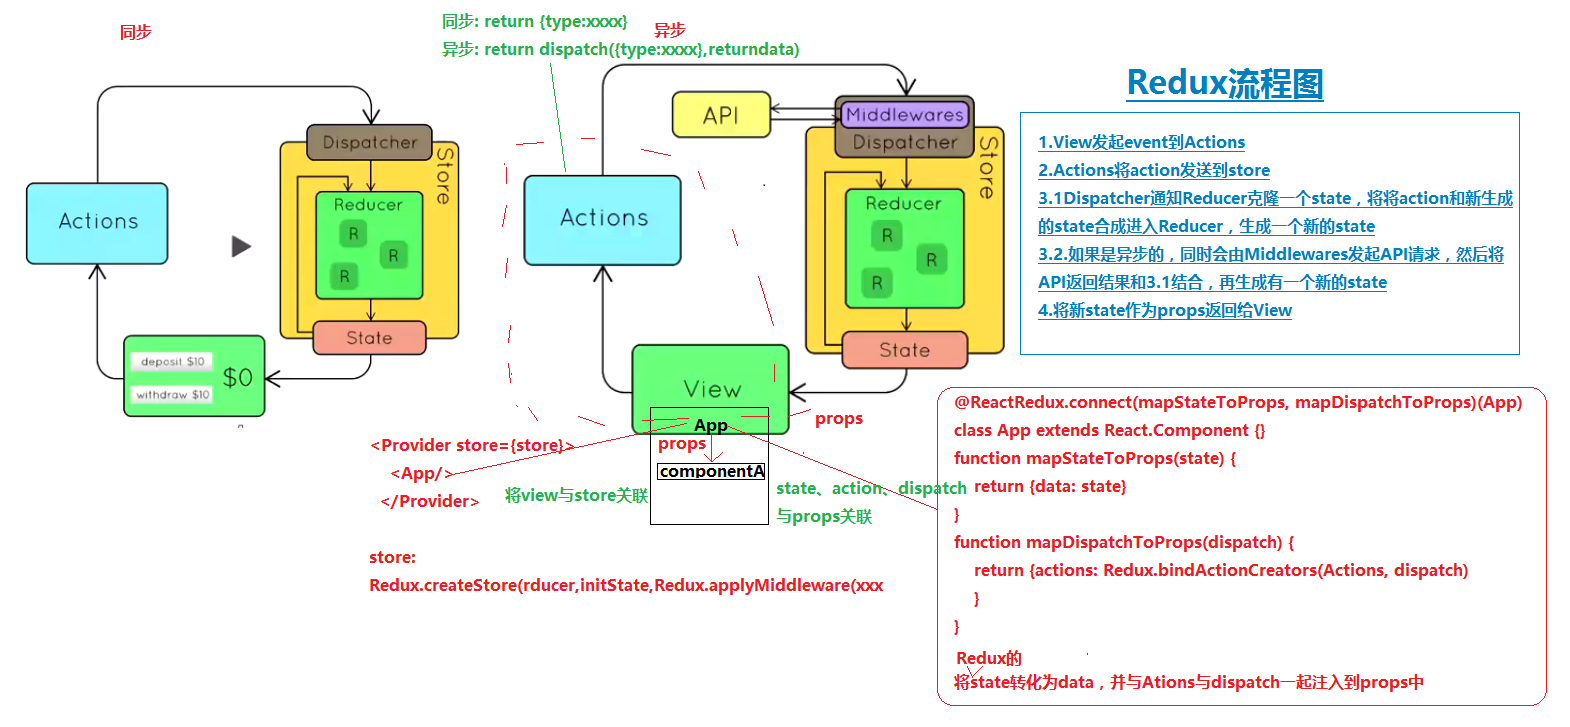 同步
同步: return {type:xxxx}
异步
异步: return dispatch({type:xxxx},returndata)
Redux流程图
Dispatcher
Store
Reducer
R
R
R
State
Actions
deposit $10
withdraw $10
$0
API
Middlewares
Dispatcher
Store
Reducer
R
R
R
State
Actions
View
App
props
componentA
props
1.View发起event到Actions
2.Actions将action发送到store
3.1Dispatcher通知Reducer克隆一个state，将将action和新生成
的state合成进入Reducer，生成一个新的state
3.2.如果是异步的，同时会由Middlewares发起API请求，然后将
API返回结果和3.1结合，再生成有一个新的state
4.将新state作为props返回给View
<Provider store={store}>
<App/>
</Provider>
将view与store关联
state、action、dispatch
与props关联
store:
Redux.createStore(rducer,initState,Redux.applyMiddleware(xxx
@ReactRedux.connect(mapStateToProps, mapDispatchToProps)(App)
class App extends React.Component {}
function mapStateToProps(state) {
return {data: state}
}
function mapDispatchToProps(dispatch) {
return {actions: Redux.bindActionCreators(Actions, dispatch)
}
}
Redux的
将state转化为data，并与Ations与dispatch一起注入到props中